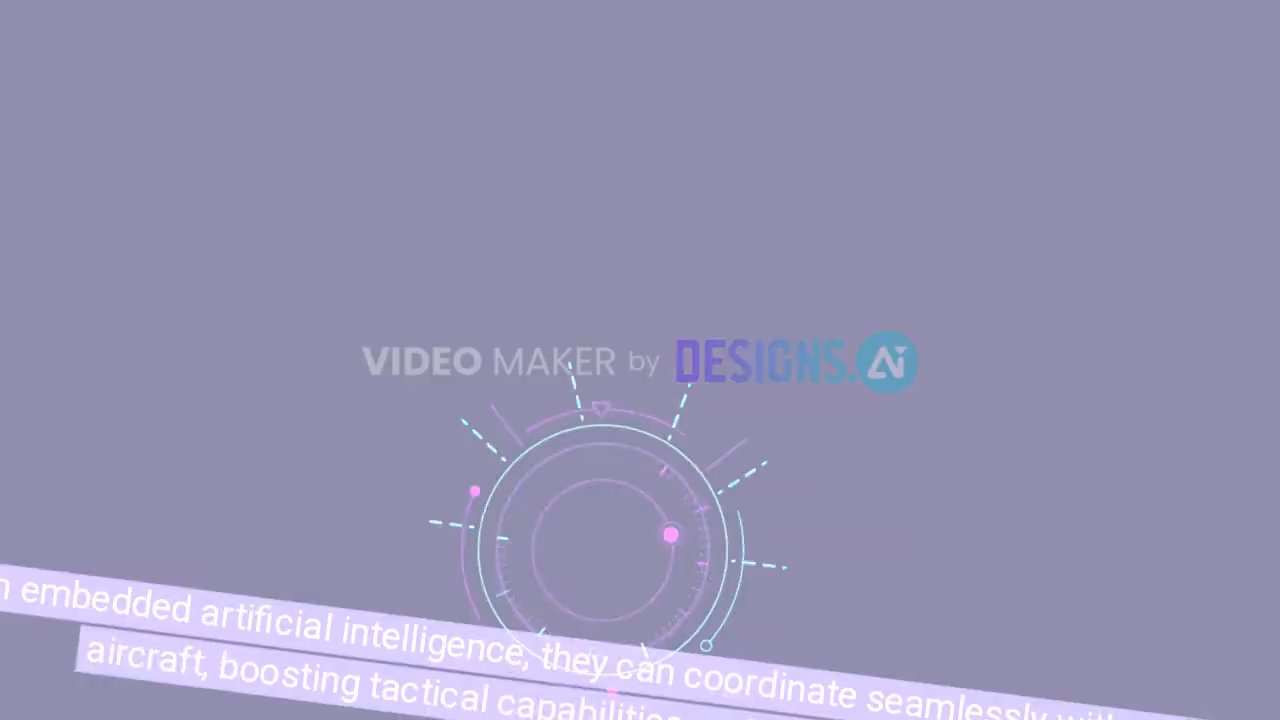 VIDEO MAKER by DESIGNS.Ai
embedded artificial intelligence, they can coordinate seamlessly
aircraft, boosting tactical